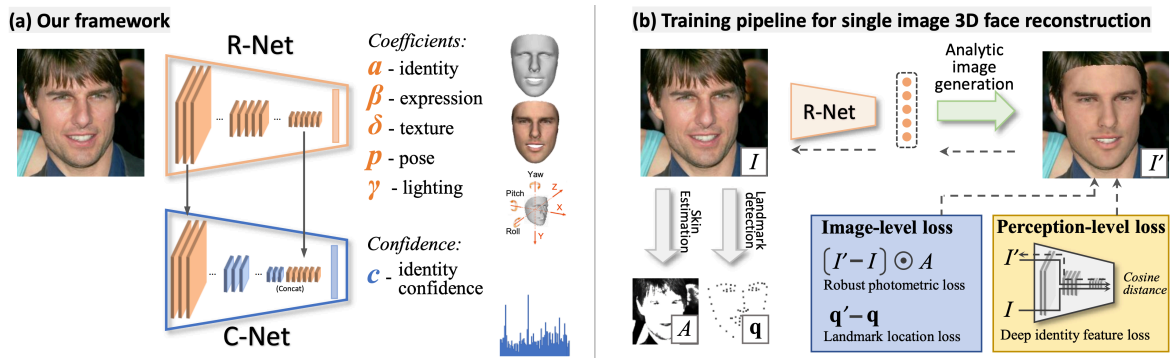 (a) Our framework
R-Net
Coefficients:
a - identity
β - expression
δ - texture
p - pose
γ - lighting
...
...
Yaw
Pitch
Z
X
Roll
Y
Confidence:
c - identity
confidence
...
...
(Concat)
C-Net
(b) Training pipeline for single image 3D face reconstruction
I
R-Net
Analytic
image
generation
I′
Skin
Estimation
Landmark
detection
A
q
Image-level loss
(I′ − I) ⊙ A
Robust photometric loss
q′ − q
Landmark location loss
Perception-level loss
I′
I
Cosine
distance
Deep identity feature loss